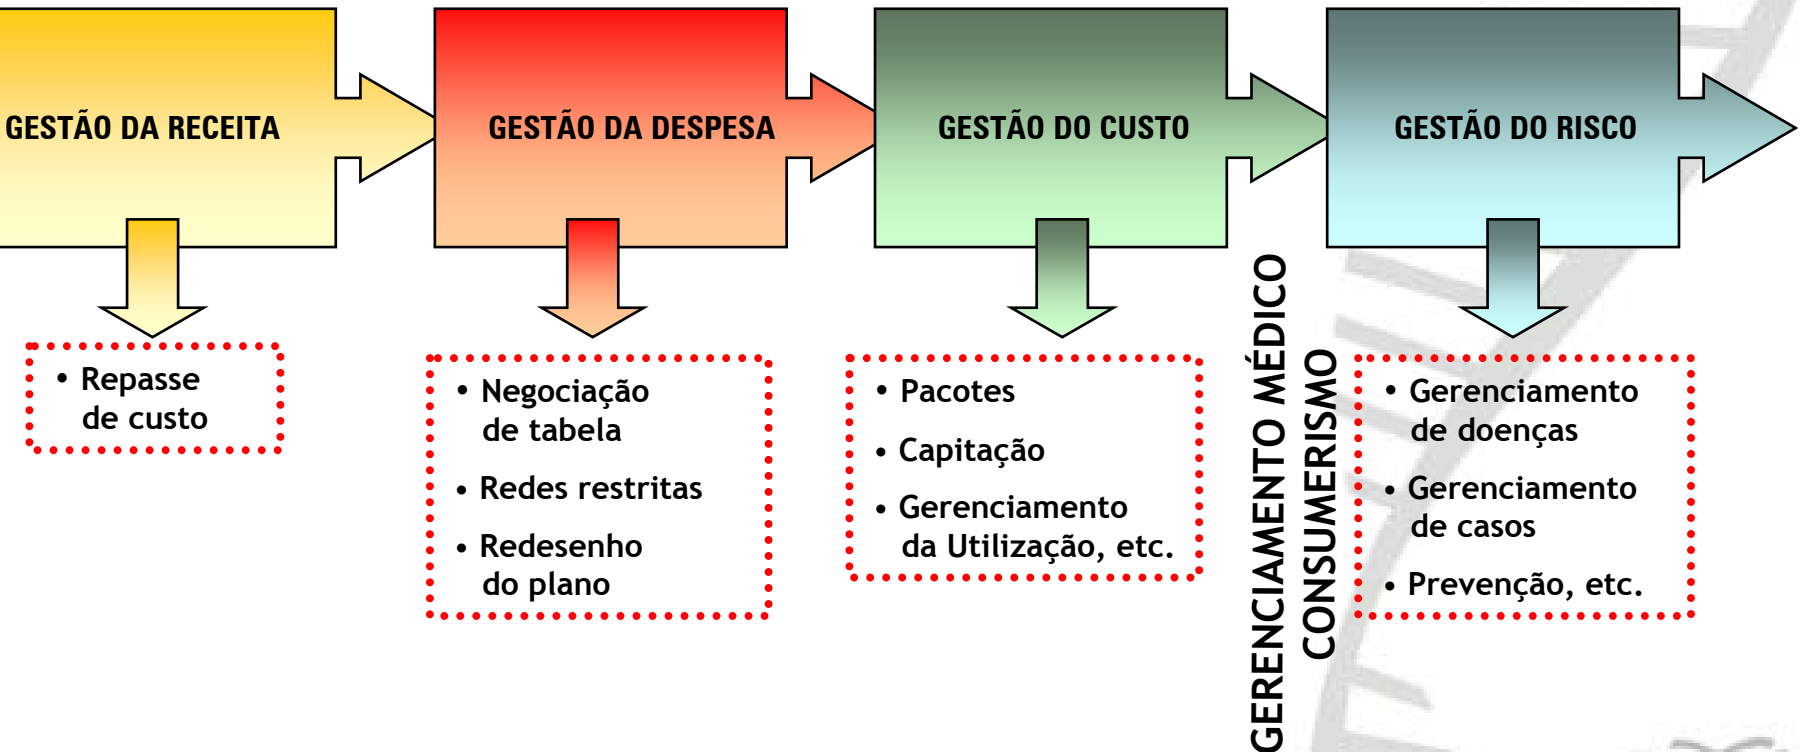 GESTÃO DA RECEITA
GESTÃO DA DESPESA
GESTÃO DO CUSTO
GESTÃO DO RISCO
• Repasse
de custo
• Negociação
de tabela
• Redes restritas
• Redesenho
do plano
• Pacotes
• Capitação
• Gerenciamento
da Utilização, etc.
GERENCIAMENTO MÉDICO
CONSUMERISMO
• Gerenciamento
de doenças
• Gerenciamento
de casos
• Prevenção, etc.